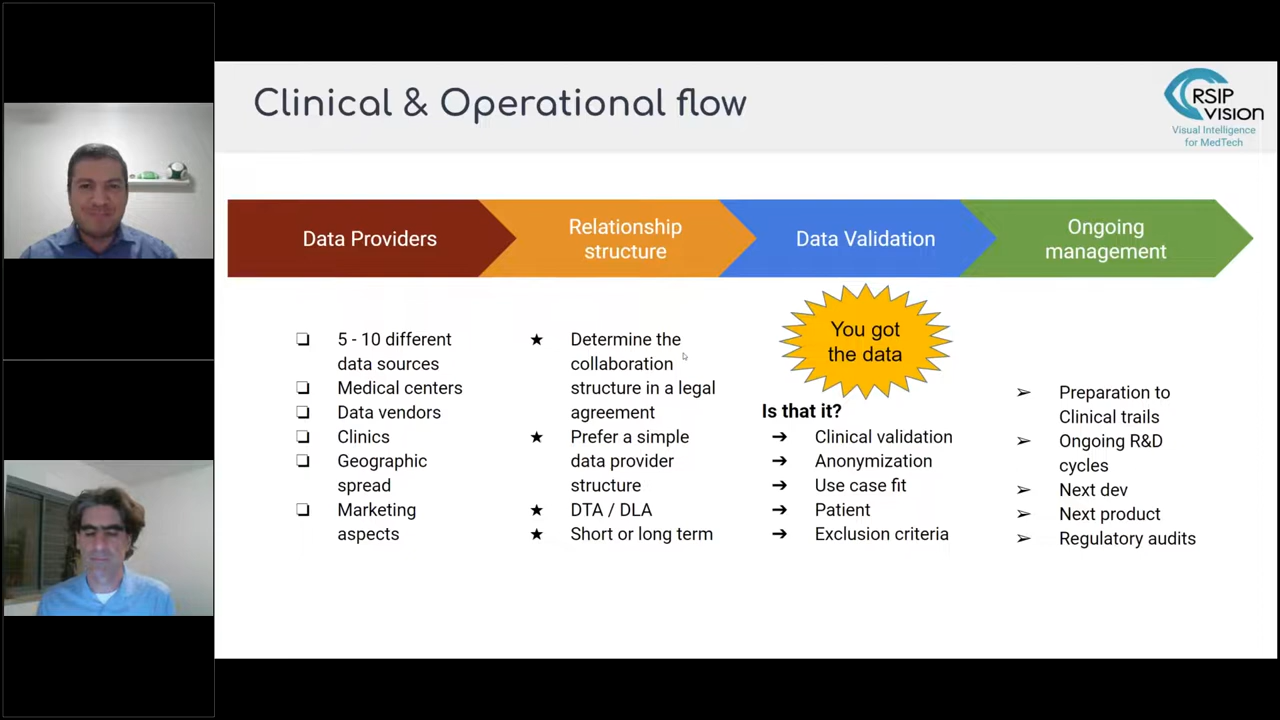 Clinical & Operational flow
RSIP
VISION
Visual Intelligence
for MedTech
Data Providers
Relationship
structure
Data Validation
Ongoing
management
5 - 10 different
data sources
Medical centers
Data vendors
Clinics
Geographic
spread
Marketing
aspects
Determine the
collaboration
structure in a legal
agreement
Prefer a simple
data provider
structure
DTA / DLA
Short or long term
You got
the data
Is that it?
Clinical validation
Anonymization
Use case fit
Patient
Exclusion criteria
Preparation to
Clinical trails
Ongoing R&D
cycles
Next dev
Next product
Regulatory audits